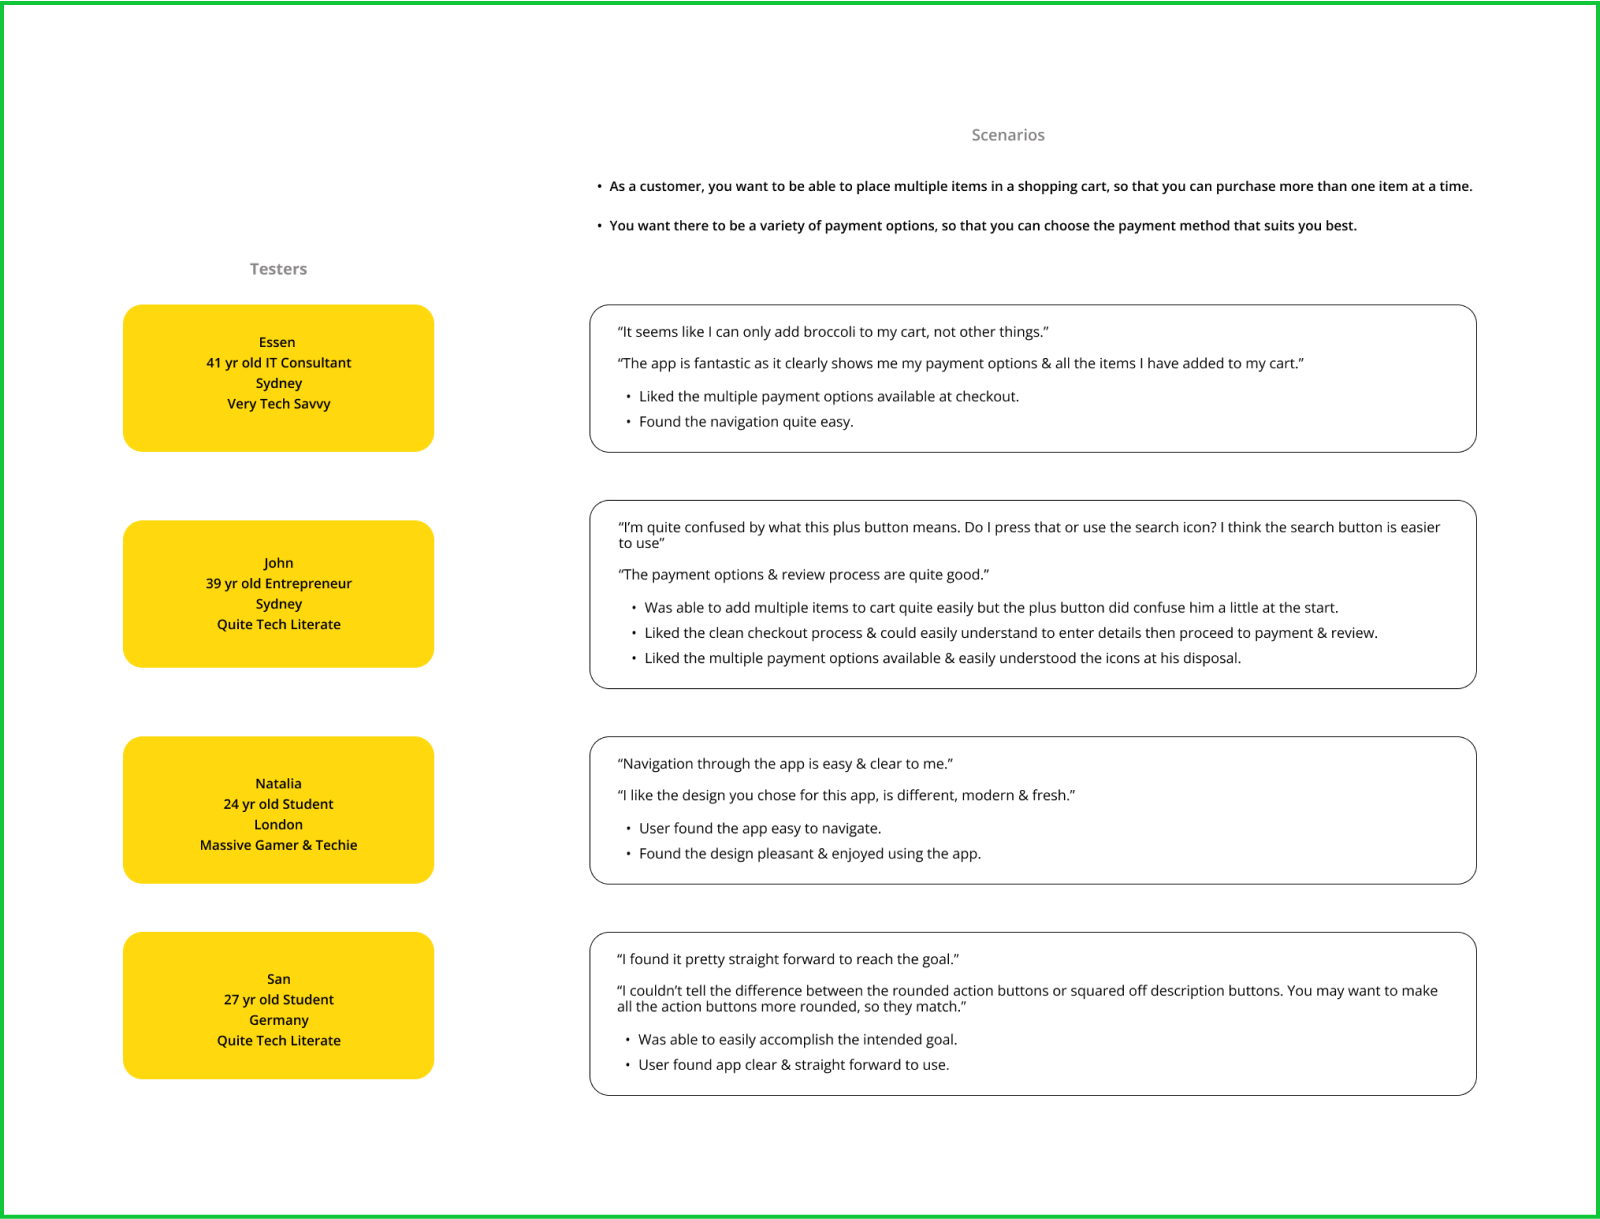 Scenarios
• As a customer, you want to be able to place multiple items in a shopping cart, so that you can purchase more than one item at a time.
• You want there to be a variety of payment options, so that you can choose the payment method that suits you best.
Testers
Essen
41 yr old IT Consultant
Sydney
Very Tech Savvy
“It seems like I can only add broccoli to my cart, not other things.”
“The app is fantastic as it clearly shows me my payment options & all the items I have added to my cart.”
• Liked the multiple payment options available at checkout.
• Found the navigation quite easy.
John
39 yr old Entrepreneur
Sydney
Quite Tech Literate
“I’m quite confused by what this plus button means. Do I press that or use the search icon? I think the search button is easier
to use”
“The payment options & review process are quite good.”
• Was able to add multiple items to cart quite easily but the plus button did confuse him a little at the start.
• Liked the clean checkout process & could easily understand to enter details then proceed to payment & review.
• Liked the multiple payment options available & easily understood the icons at his disposal.
Natalia
24 yr old Student
London
Massive Gamer & Techie
“Navigation through the app is easy & clear to me.”
“I like the design you chose for this app, is different, modern & fresh.”
• User found the app easy to navigate.
• Found the design pleasant & enjoyed using the app.
San
27 yr old Student
Germany
Quite Tech Literate
“I found it pretty straight forward to reach the goal.”
“I couldn’t tell the difference between the rounded action buttons or squared off description buttons. You may want to make
all the action buttons more rounded, so they match.”
• Was able to easily accomplish the intended goal.
• User found app clear & straight forward to use.